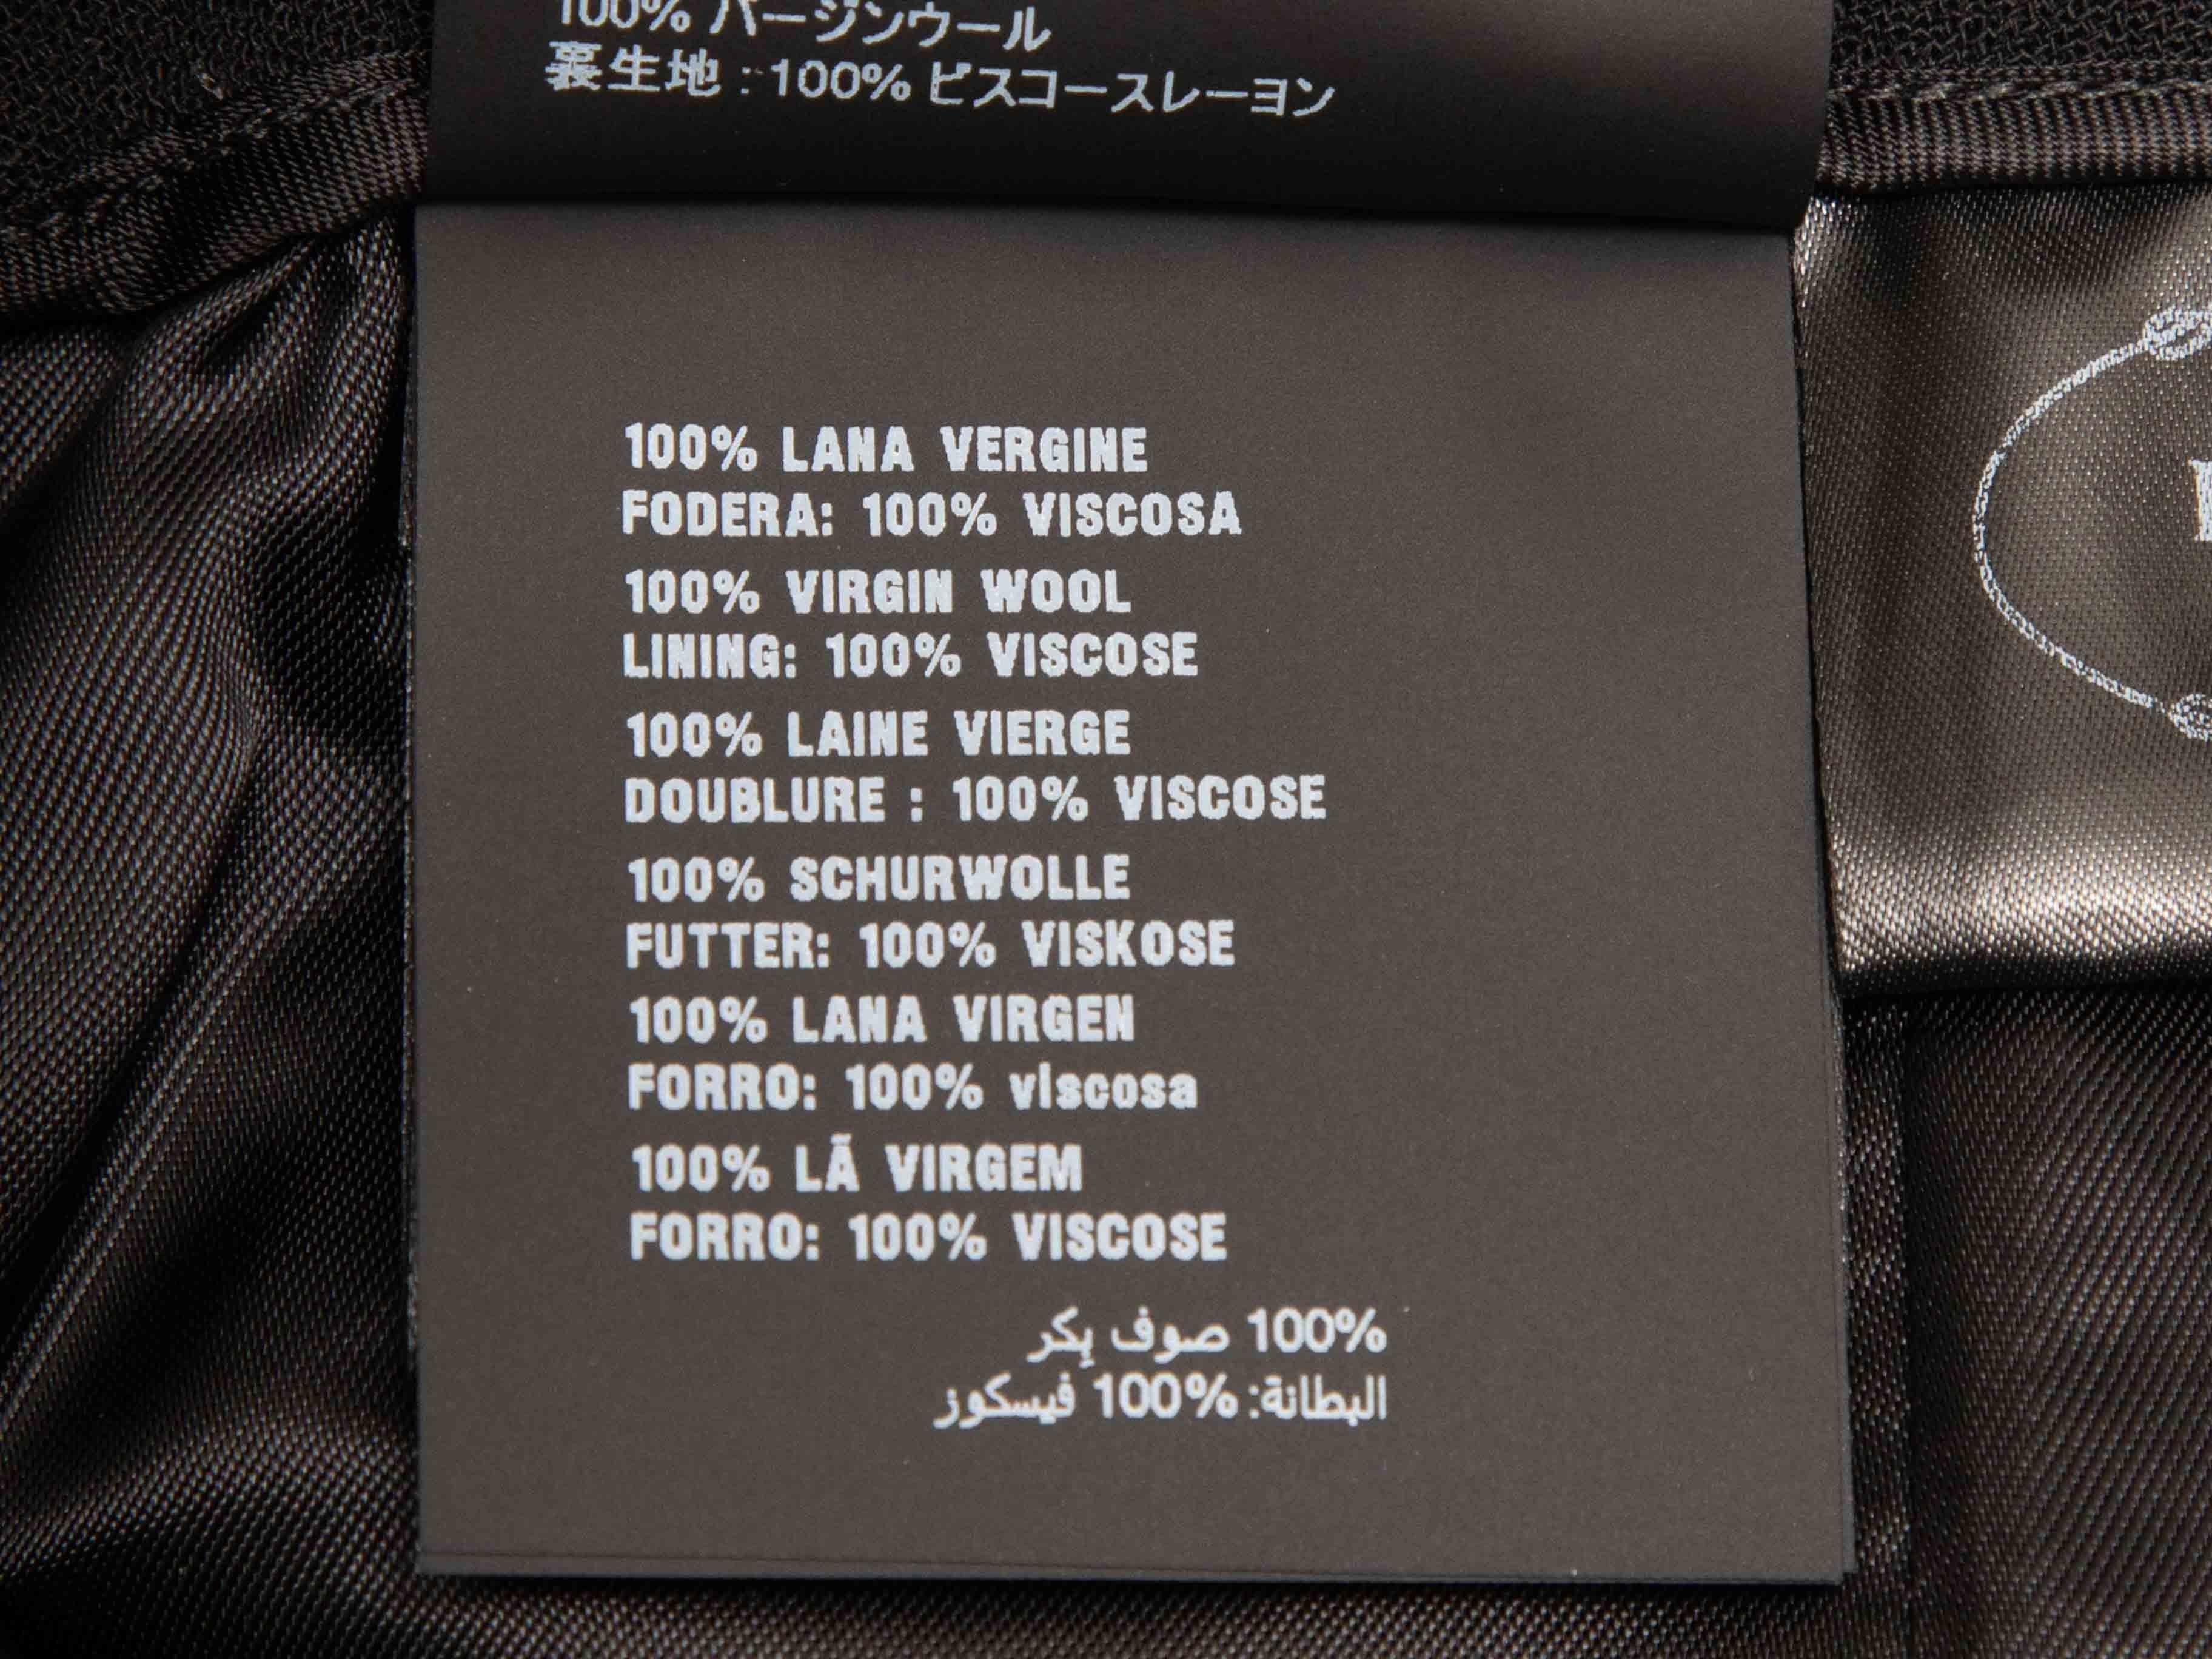 100% バージンウール
裏生地：100% ビスコースレーヨン
100% LANA VERGINE
FODERA: 100% VISCOSA
100% VIRGIN WOOL
LINING: 100% VISCOSE
100% LAINE VIERGE
DOUBLURE : 100% VISCOSE
100% SCHURWOLLE
FUTTER: 100% VISKOSE
100% LANA VIRGEN
FORRO: 100% viscosa
100% LÃ VIRGEM
FORRO: 100% VISCOSE
100% صوف بِكر
البطانة: 100% فيسكوز